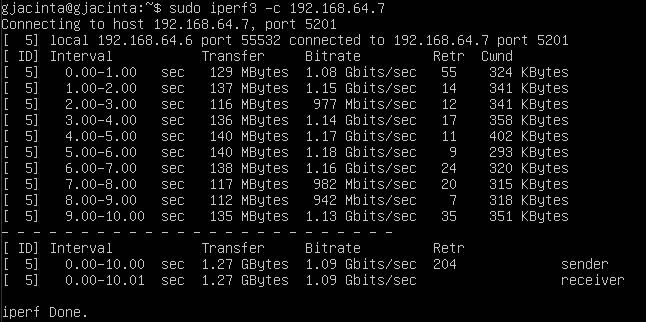 gjacinta@gjacinta:~$ sudo iperf3 -c 192.168.64.7
Connecting to host 192.168.64.7, port 5201
[  5] local 192.168.64.6 port 55532 connected to 192.168.64.7 port 5201
[ ID] Interval           Transfer     Bitrate         Retr  Cwnd
[  5]   0.00-1.00   sec   129 MBytes  1.08 Gbits/sec   55    324 KBytes
[  5]   1.00-2.00   sec   137 MBytes  1.15 Gbits/sec   14    341 KBytes
[  5]   2.00-3.00   sec   116 MBytes   977 Mbits/sec   12    341 KBytes
[  5]   3.00-4.00   sec   136 MBytes  1.14 Gbits/sec   17    358 KBytes
[  5]   4.00-5.00   sec   140 MBytes  1.17 Gbits/sec   11    402 KBytes
[  5]   5.00-6.00   sec   140 MBytes  1.18 Gbits/sec    9    293 KBytes
[  5]   6.00-7.00   sec   138 MBytes  1.16 Gbits/sec   24    320 KBytes
[  5]   7.00-8.00   sec   117 MBytes   982 Mbits/sec   20    315 KBytes
[  5]   8.00-9.00   sec   112 MBytes   942 Mbits/sec    7    318 KBytes
[  5]   9.00-10.00  sec   135 MBytes  1.13 Gbits/sec   35    351 KBytes
- - - - - - - - - - - - - - - - - - - - - - - - -
[ ID] Interval           Transfer     Bitrate         Retr
[  5]   0.00-10.00  sec  1.27 GBytes  1.09 Gbits/sec  204             sender
[  5]   0.00-10.01  sec  1.27 GBytes  1.09 Gbits/sec                  receiver
iperf Done.